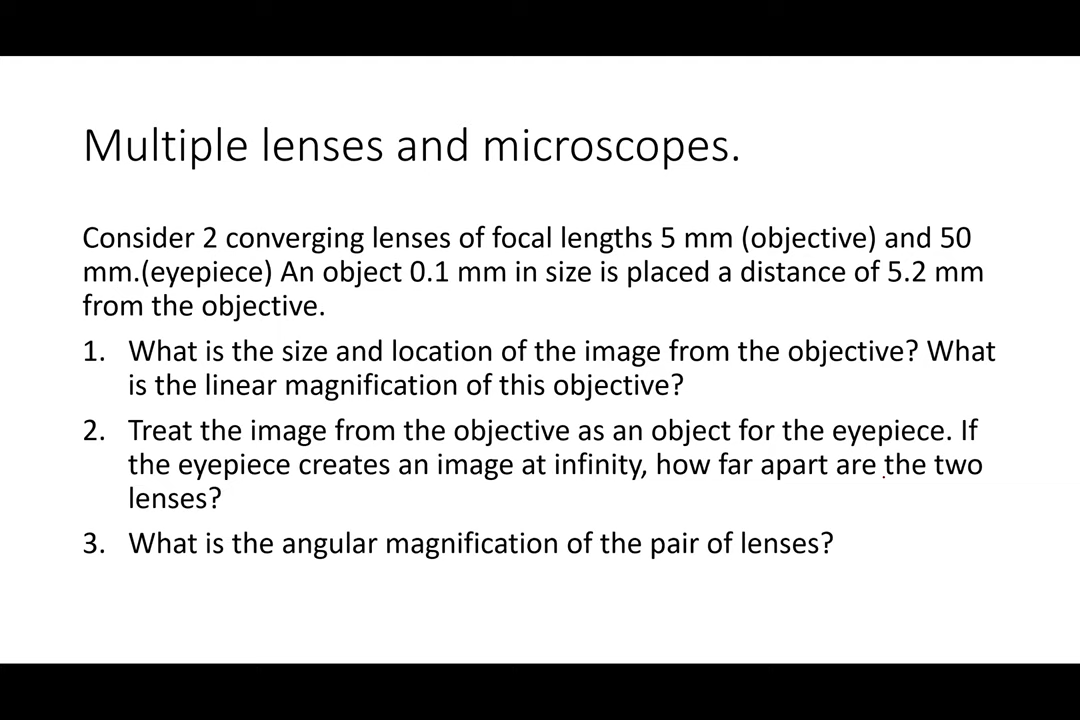 Multiple lenses and microscopes.
Consider 2 converging lenses of focal lengths 5 mm (objective) and 50
mm.(eyepiece) An object 0.1 mm in size is placed a distance of 5.2 mm
from the objective.
1. What is the size and location of the image from the objective? What
is the linear magnification of this objective?
2. Treat the image from the objective as an object for the eyepiece. If
the eyepiece creates an image at infinity, how far apart are the two
lenses?
3. What is the angular magnification of the pair of lenses?